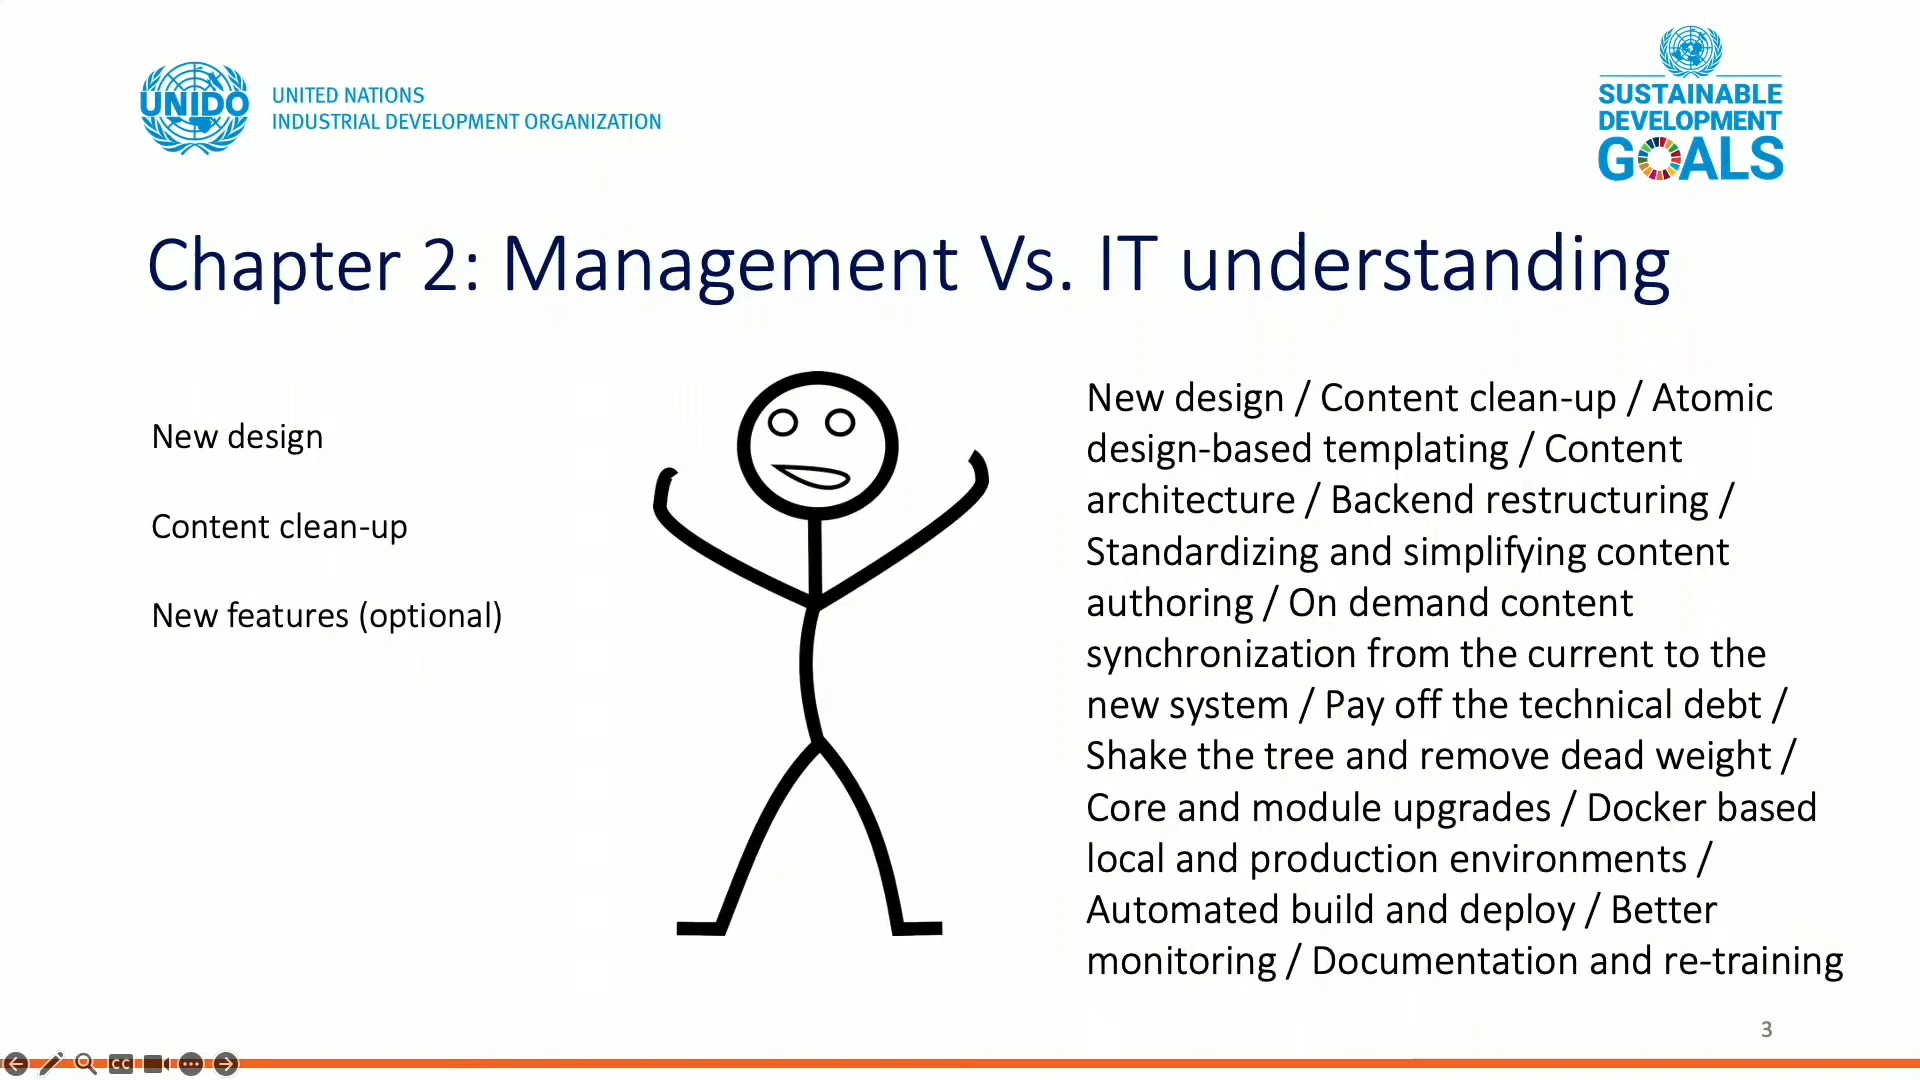 UNIDO
UNITED NATIONS
INDUSTRIAL DEVELOPMENT ORGANIZATION
SUSTAINABLE
DEVELOPMENT
GOALS
Chapter 2: Management Vs. IT understanding
New design
Content clean-up
New features (optional)
New design / Content clean-up / Atomic
design-based templating / Content
architecture / Backend restructuring /
Standardizing and simplifying content
authoring / On demand content
synchronization from the current to the
new system / Pay off the technical debt /
Shake the tree and remove dead weight /
Core and module upgrades / Docker based
local and production environments /
Automated build and deploy / Better
monitoring / Documentation and re-training
3
CC